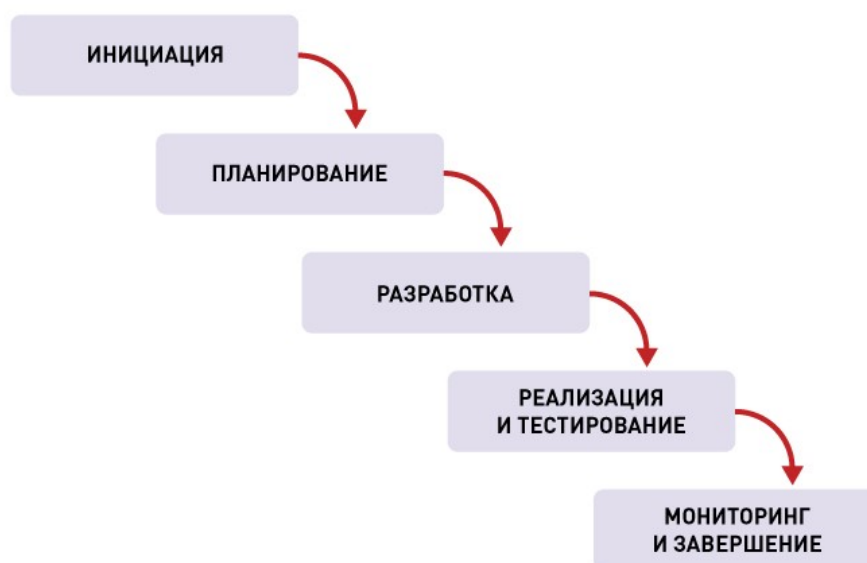 ИНИЦИАЦИЯ
ПЛАНИРОВАНИЕ
РАЗРАБОТКА
РЕАЛИЗАЦИЯ
И ТЕСТИРОВАНИЕ
МОНИТОРИНГ
И ЗАВЕРШЕНИЕ